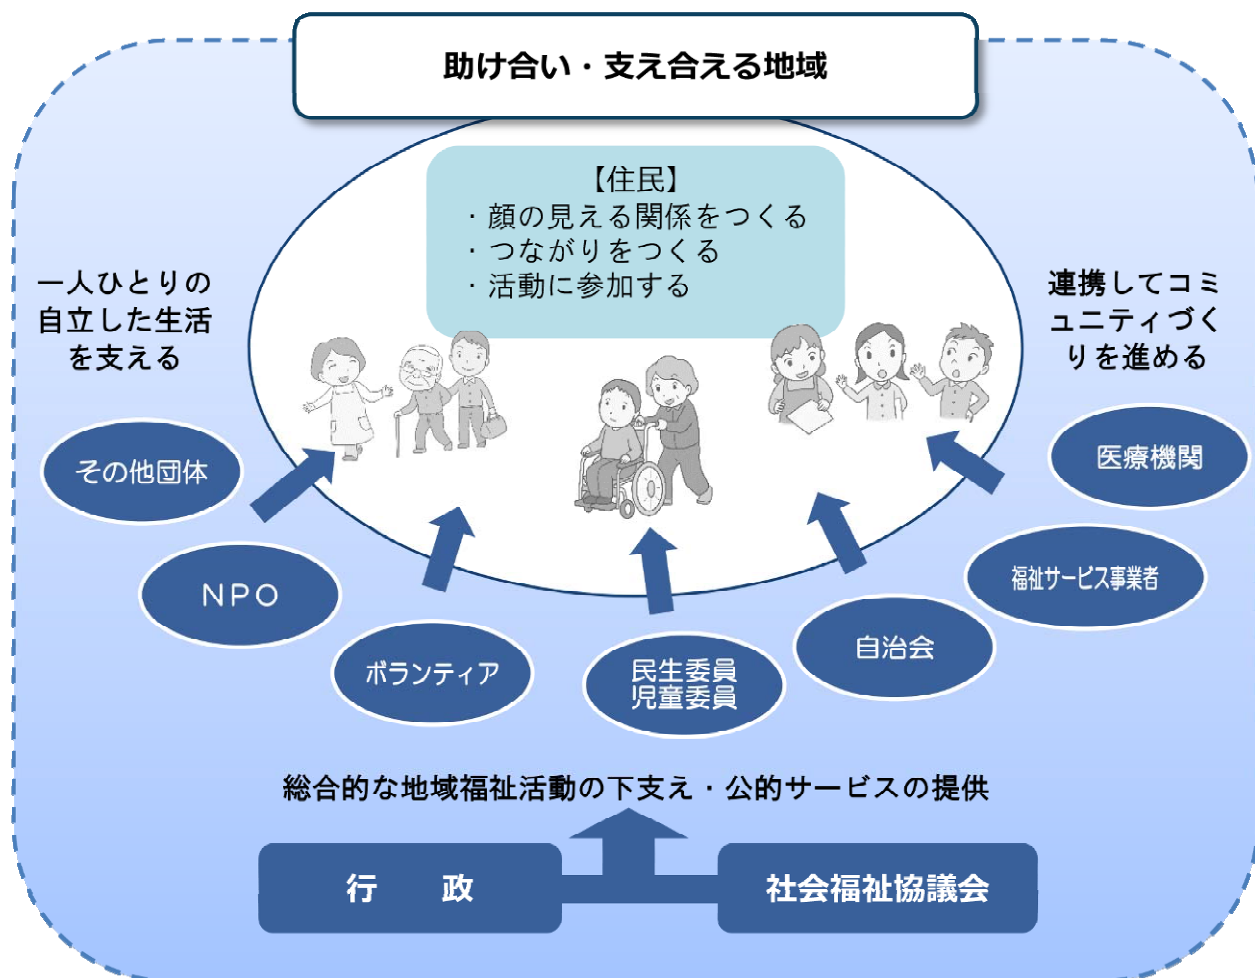 助け合い・支え合える地域
【住民】
・顔の見える関係をつくる
・つながりをつくる
・活動に参加する
一人ひとりの
自立した生活
を支える
連携してコミ
ュニティづく
りを進める
その他団体
NPO
ボランティア
民生委員
児童委員
自治会
福祉サービス事業者
医療機関
総合的な地域福祉活動の下支え・公的サービスの提供
行　　政
社会福祉協議会